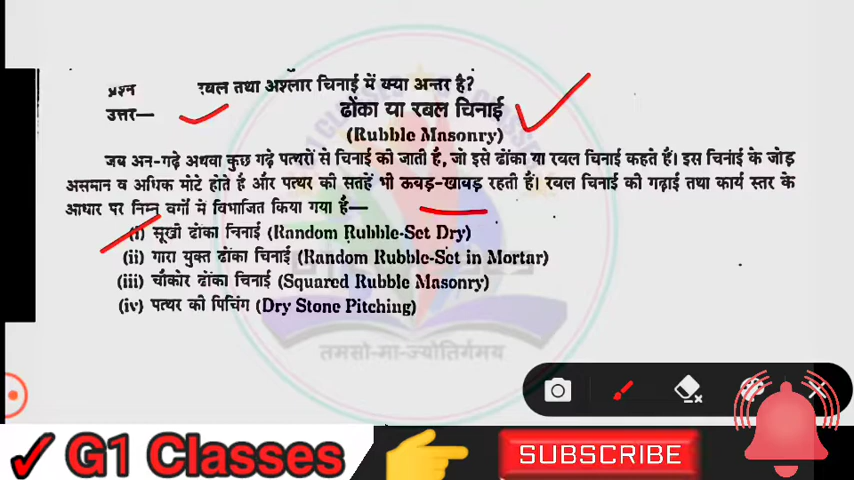 प्रश्न रबल तथा अश्लार चिनाई में क्या अन्तर है?
उत्तर— ढोंका या रबल चिनाई
(Rubble Masonry)
जब अन-गढ़े अथवा कुछ गढ़े पत्थरों से चिनाई की जाती है, जो इसे ढोंका या रबल चिनाई कहते हैं। इस चिनाई के जोड़
असमान व अधिक मोटे होते है और पत्थर की सतहें भी ऊबड़-खाबड़ रहती हैं। रबल चिनाई को गढ़ाई तथा कार्य स्तर के
आधार पर निम्न वर्गों में विभाजित किया गया है—
(i) सूखी ढोंका चिनाई (Random Rubble-Set Dry)
(ii) गारा युक्त ढोंका चिनाई (Random Rubble-Set in Mortar)
(iii) चौकोर ढोंका चिनाई (Squared Rubble Masonry)
(iv) पत्थर की पिचिंग (Dry Stone Pitching)
तमसो-मा-ज्योतिर्गमय
G1 Classes
SUBSCRIBE